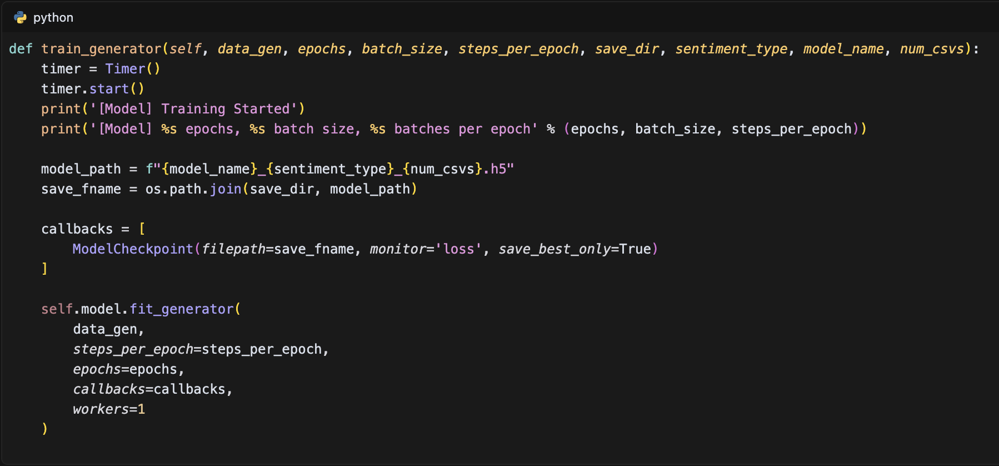 python
def train_generator(self, data_gen, epochs, batch_size, steps_per_epoch, save_dir, sentiment_type, model_name, num_csvs):
    timer = Timer()
    timer.start()
    print('[Model] Training Started')
    print('[Model] %s epochs, %s batch size, %s batches per epoch' % (epochs, batch_size, steps_per_epoch))

    model_path = f"{model_name}_{sentiment_type}_{num_csvs}.h5"
    save_fname = os.path.join(save_dir, model_path)

    callbacks = [
        ModelCheckpoint(filepath=save_fname, monitor='loss', save_best_only=True)
    ]

    self.model.fit_generator(
        data_gen,
        steps_per_epoch=steps_per_epoch,
        epochs=epochs,
        callbacks=callbacks,
        workers=1
    )